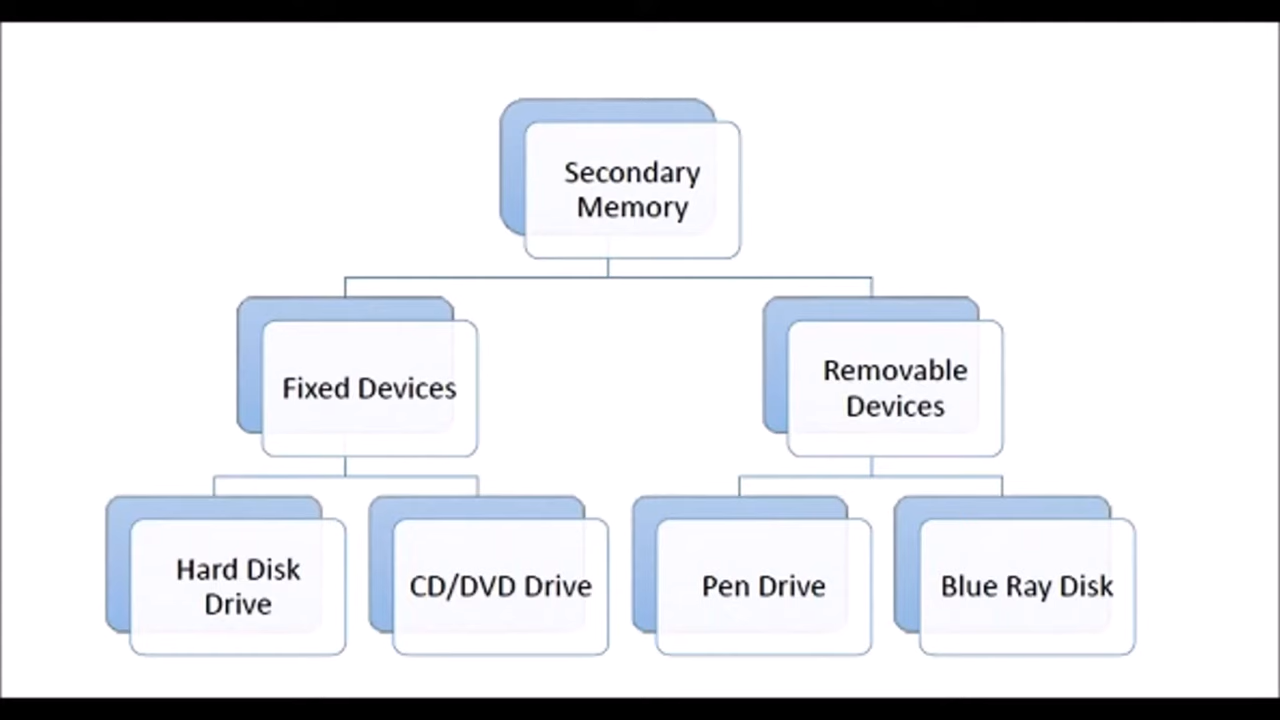 Secondary
Memory
Fixed Devices
Removable
Devices
Hard Disk
Drive
CD/DVD Drive
Pen Drive
Blue Ray Disk